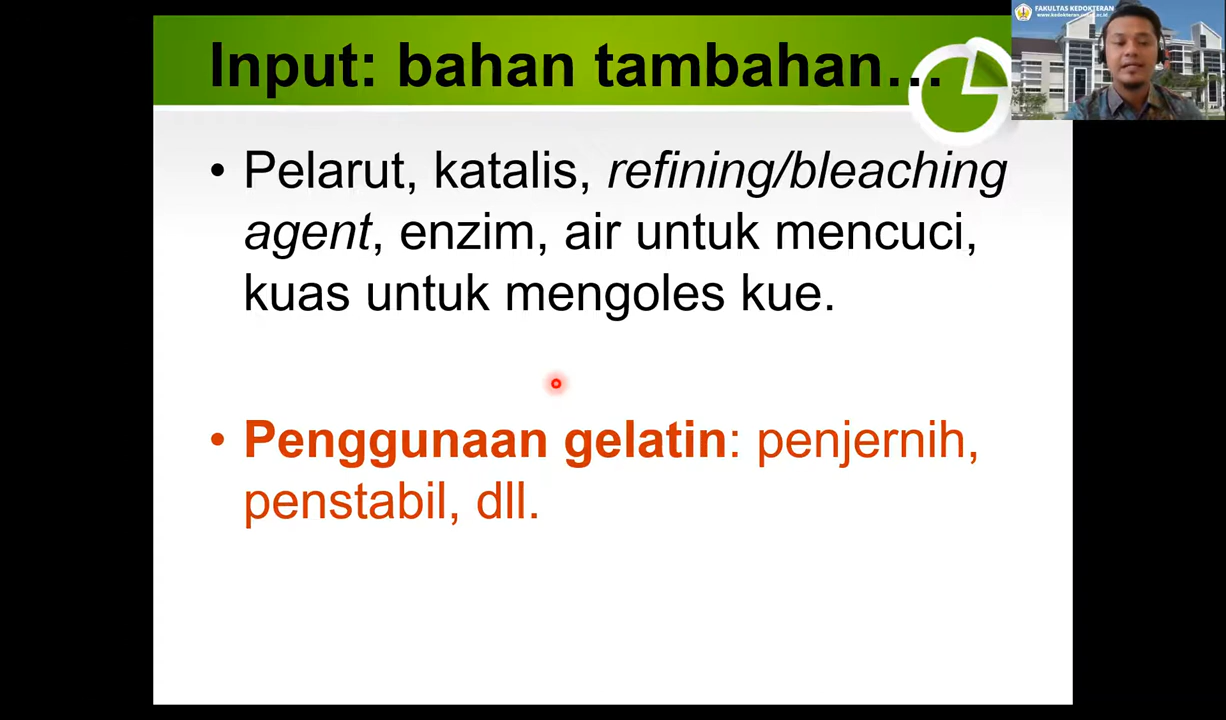 Input: bahan tambahan…
FAKULTAS KEDOKTERAN
• Pelarut, katalis, refining/bleaching
agent, enzim, air untuk mencuci,
kuas untuk mengoles kue.
• Penggunaan gelatin: penjernih,
penstabil, dll.